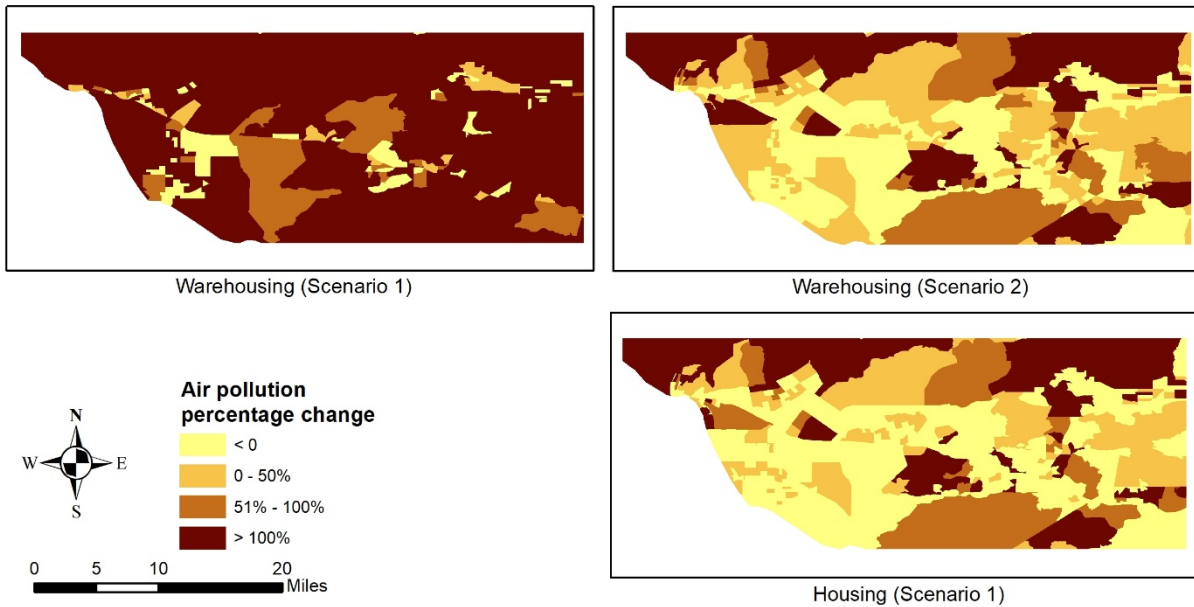 Warehousing (Scenario 1)
Warehousing (Scenario 2)
Air pollution
percentage change
< 0
0 - 50%
51% - 100%
> 100%
N
W E
S
0 5 10 20
Miles
Housing (Scenario 1)